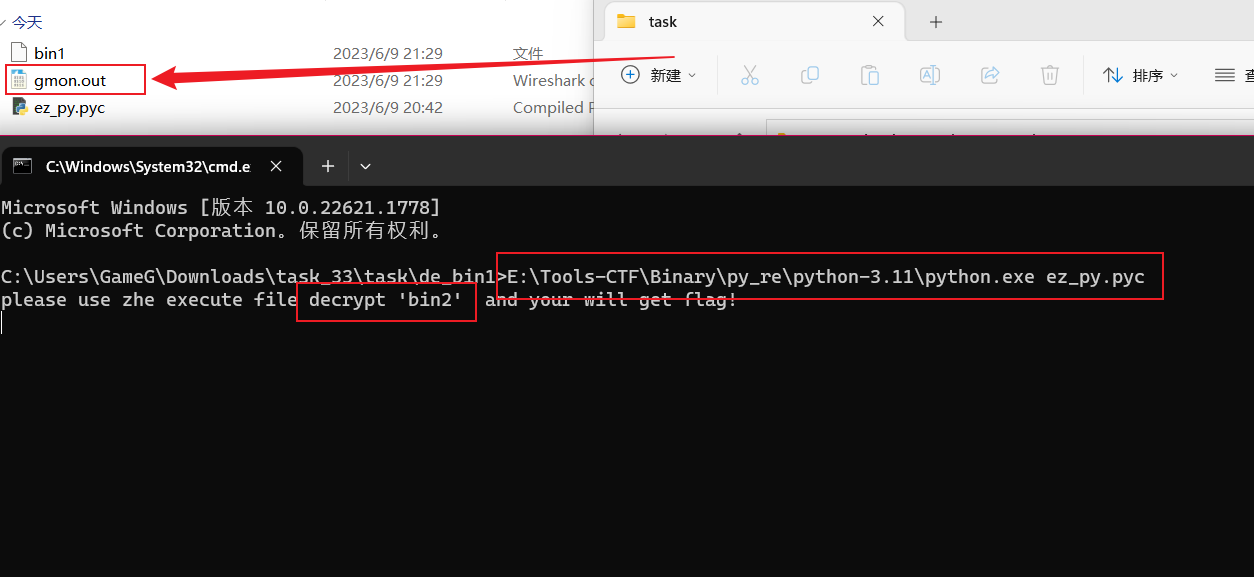 今天
bin1 2023/6/9 21:29 文件
gmon.out 2023/6/9 21:29 Wireshark
ez_py.pyc 2023/6/9 20:42 Compiled
task
新建
排序
C:\Windows\System32\cmd.e
Microsoft Windows [版本 10.0.22621.1778]
(c) Microsoft Corporation。保留所有权利。
C:\Users\GameG\Downloads\task_33\task\de_bin1>E:\Tools-CTF\Binary\py_re\python-3.11\python.exe ez_py.pyc
please use zhe execute file decrypt 'bin2' and your will get flag!